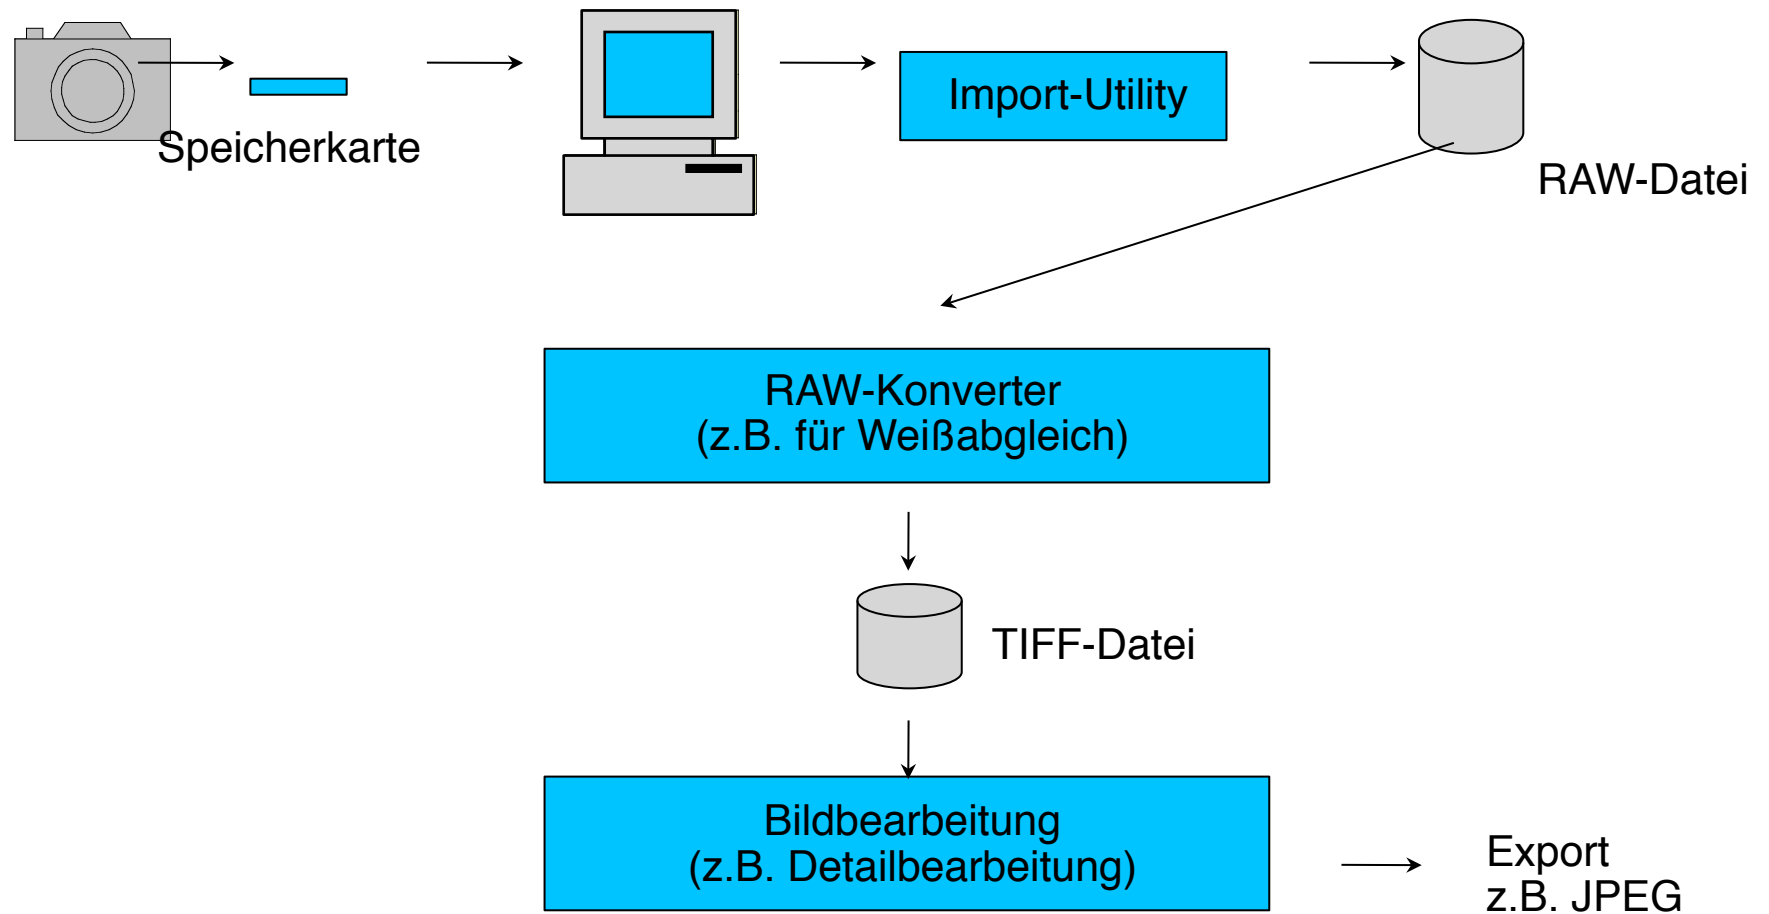 Import-Utility
Speicherkarte
RAW-Datei
RAW-Konverter
(z.B. für Weißabgleich)
TIFF-Datei
Bildbearbeitung
(z.B. Detailbearbeitung)
Export
z.B. JPEG